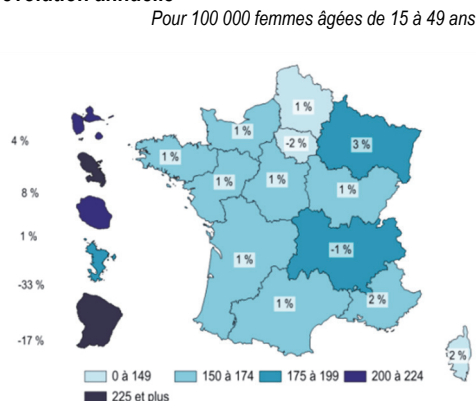 évolution annuelle
Pour 100 000 femmes âgées de 15 à 49 ans
1 %
1 %
-2 %
3 %
4 %
1 %
1 %
1 %
1 %
8 %
1 %
-1 %
1 %
-33 %
1 %
2 %
-17 %
2 %
0 à 149
150 à 174
175 à 199
200 à 224
225 et plus